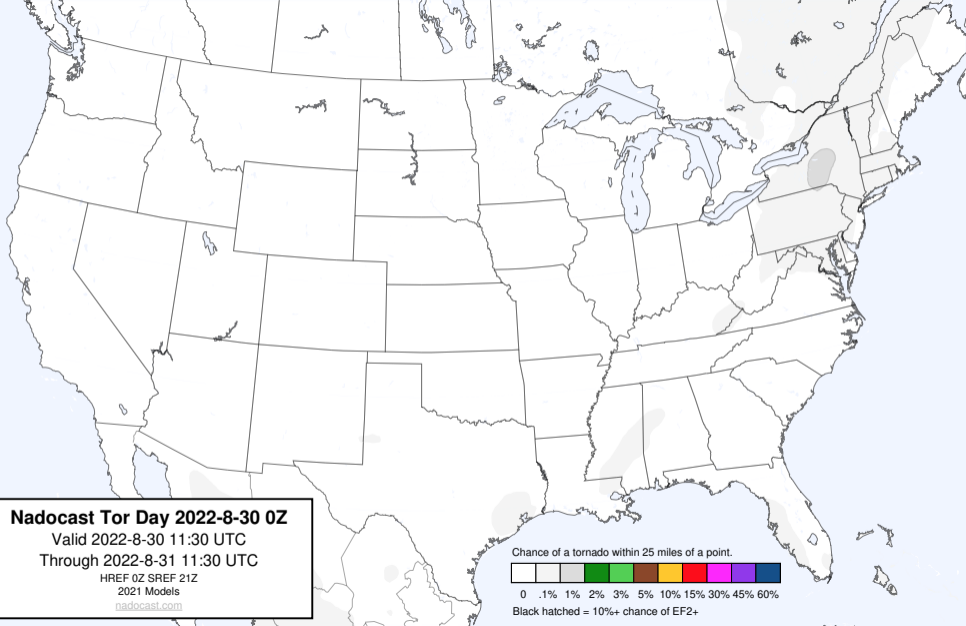 Nadocast Tor Day 2022-8-30 0Z
Valid 2022-8-30 11:30 UTC
Through 2022-8-31 11:30 UTC
HREF 0Z SREF 21Z
2021 Models
nadocast.com
Chance of a tornado within 25 miles of a point.
0 .1% 1% 2% 3% 5% 10% 15% 30% 45% 60%
Black hatched = 10%+ chance of EF2+